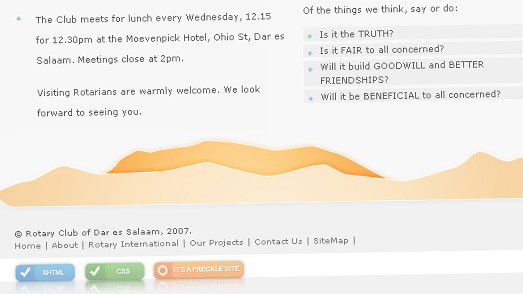 The Club meets for lunch every Wednesday, 12.15
for 12.30pm at the Moevenpick Hotel, Ohio St, Dar es
Salaam. Meetings close at 2pm.
Visiting Rotarians are warmly welcome. We look
forward to seeing you.
Of the things we think, say or do:
Is it the TRUTH?
Is it FAIR to all concerned?
Will it build GOODWILL and BETTER
FRIENDSHIPS?
Will it be BENEFICIAL to all concerned?
© Rotary Club of Dar es Salaam, 2007.
Home | About | Rotary International | Our Projects | Contact Us | SiteMap |
XHTML
CSS
IT'S A FRECKLE SITE